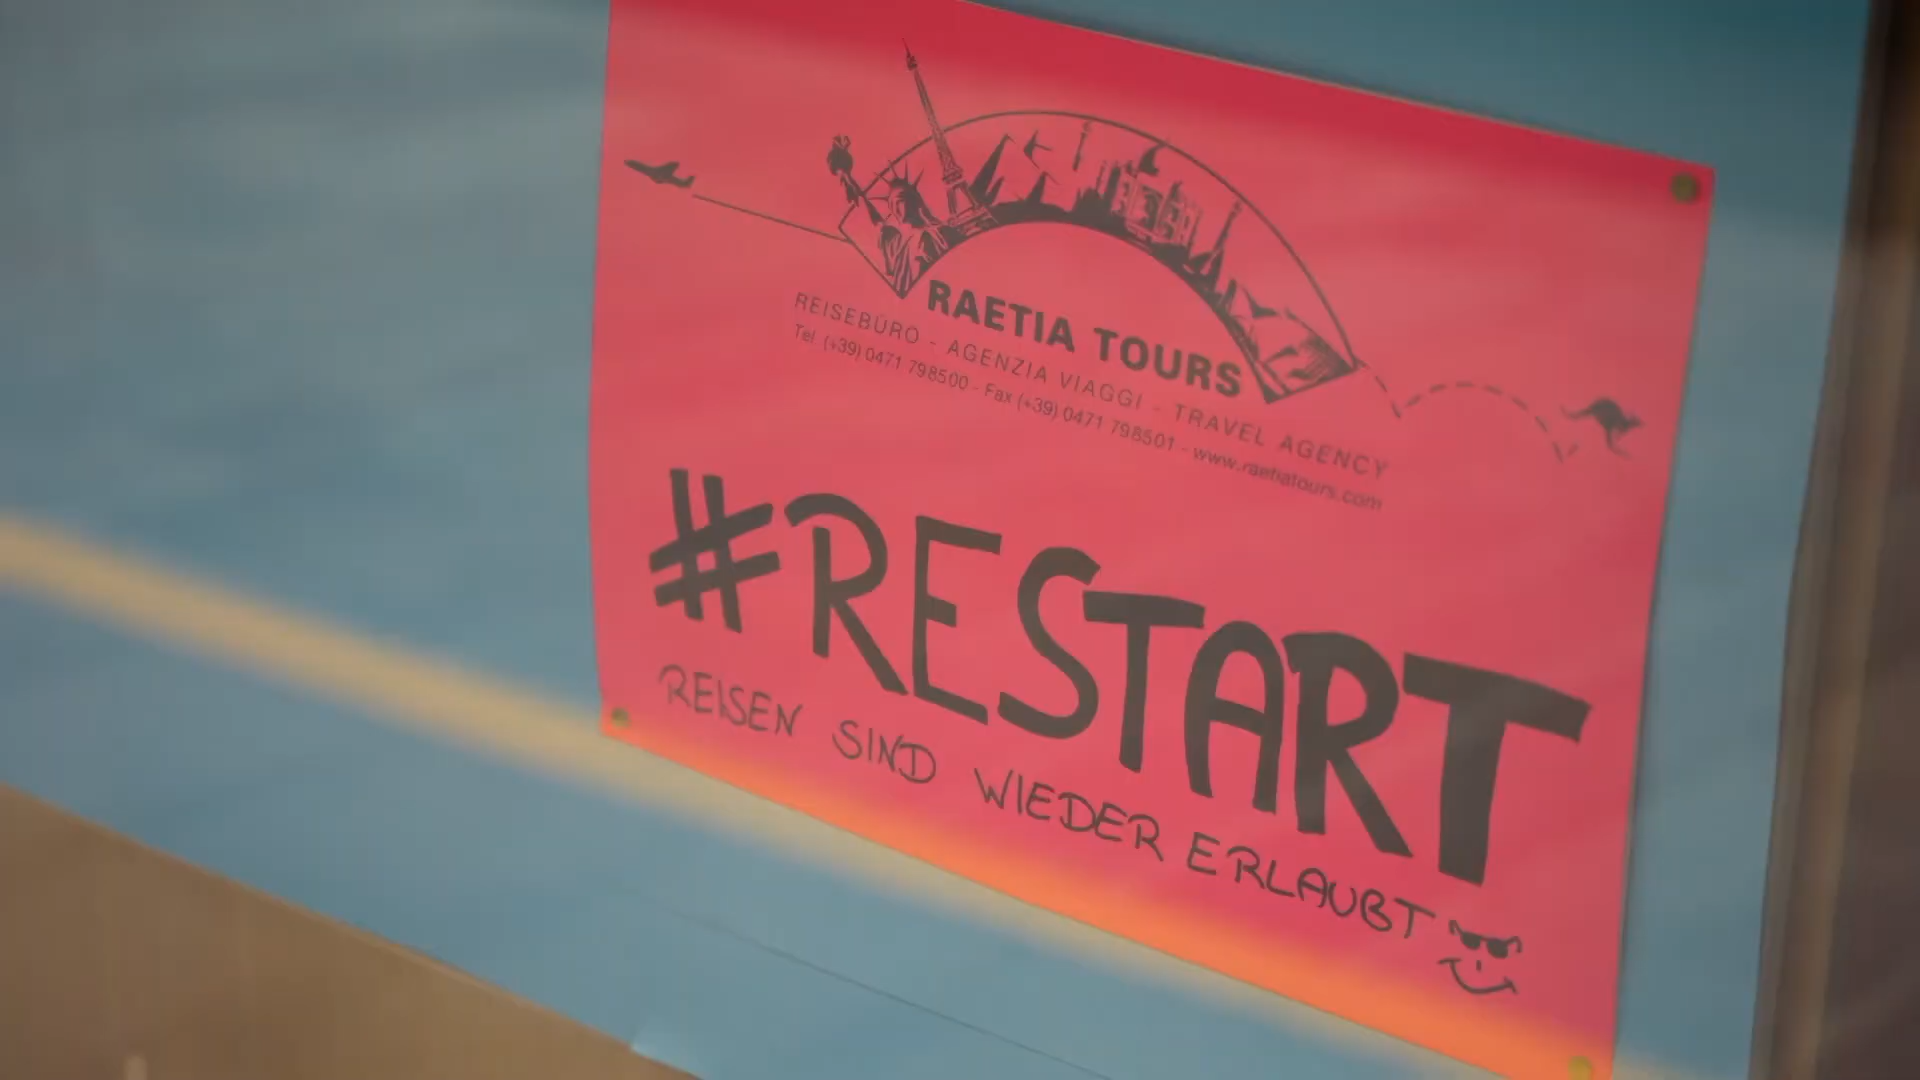 RAETIA TOURS
REISEBÜRO - AGENZIA VIAGGI - TRAVEL AGENCY
Tel. (+39) 0471 798500 - Fax (+39) 0471 798501 - www.raetiatours.com
#RESTART
REISEN SIND WIEDER ERLAUBT